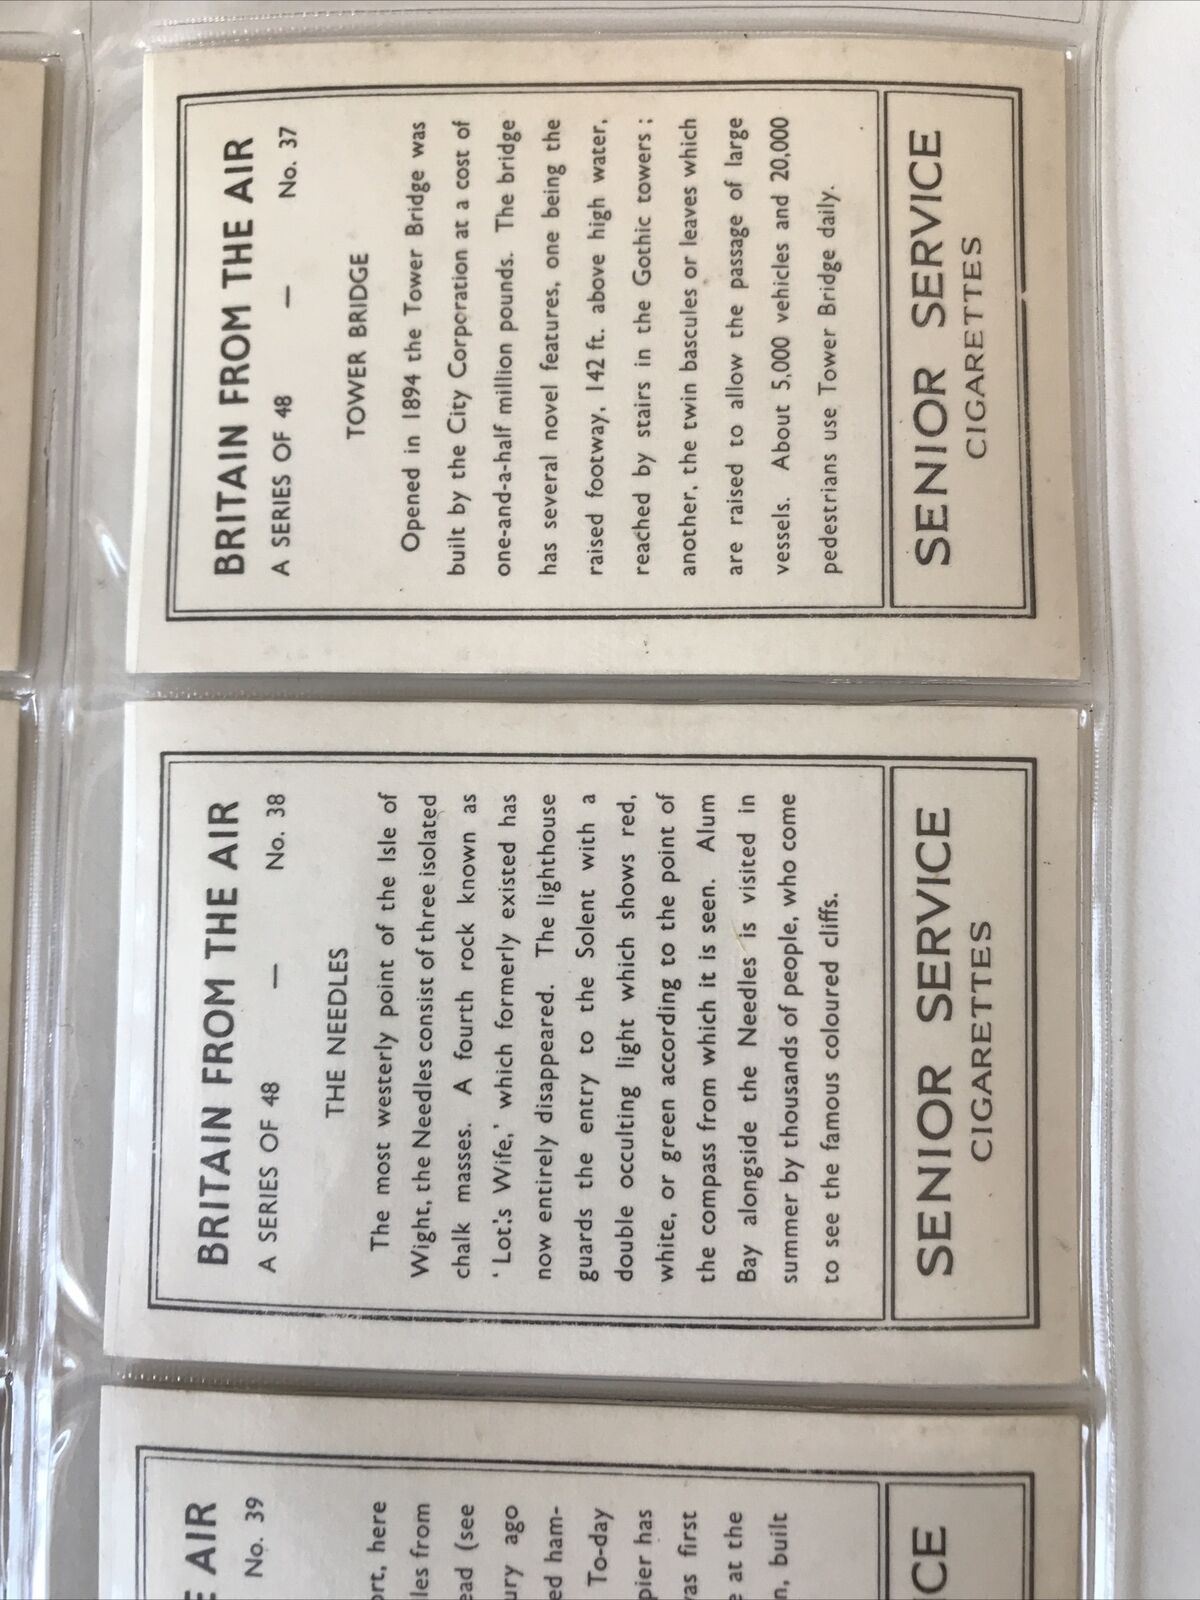 BRITAIN FROM THE AIR
A SERIES OF 48 — No. 37
TOWER BRIDGE
Opened in 1894 the Tower Bridge was
built by the City Corporation at a cost of
one-and-a-half million pounds. The bridge
has several novel features, one being the
raised footway, 142 ft. above high water,
reached by stairs in the Gothic towers ;
another, the twin bascules or leaves which
are raised to allow the passage of large
vessels. About 5,000 vehicles and 20,000
pedestrians use Tower Bridge daily.
SENIOR SERVICE
CIGARETTES
BRITAIN FROM THE AIR
A SERIES OF 48 — No. 38
THE NEEDLES
The most westerly point of the Isle of
Wight, the Needles consist of three isolated
chalk masses. A fourth rock known as
' Lot's Wife,' which formerly existed has
now entirely disappeared. The lighthouse
guards the entry to the Solent with a
double occulting light which shows red,
white, or green according to the point of
the compass from which it is seen. Alum
Bay alongside the Needles is visited in
summer by thousands of people, who come
to see the famous coloured cliffs.
SENIOR SERVICE
CIGARETTES
E AIR
No. 39
ort, here
les from
ead (see
ury ago
ed ham-
To-day
pier has
as first
e at the
n, built
ICE